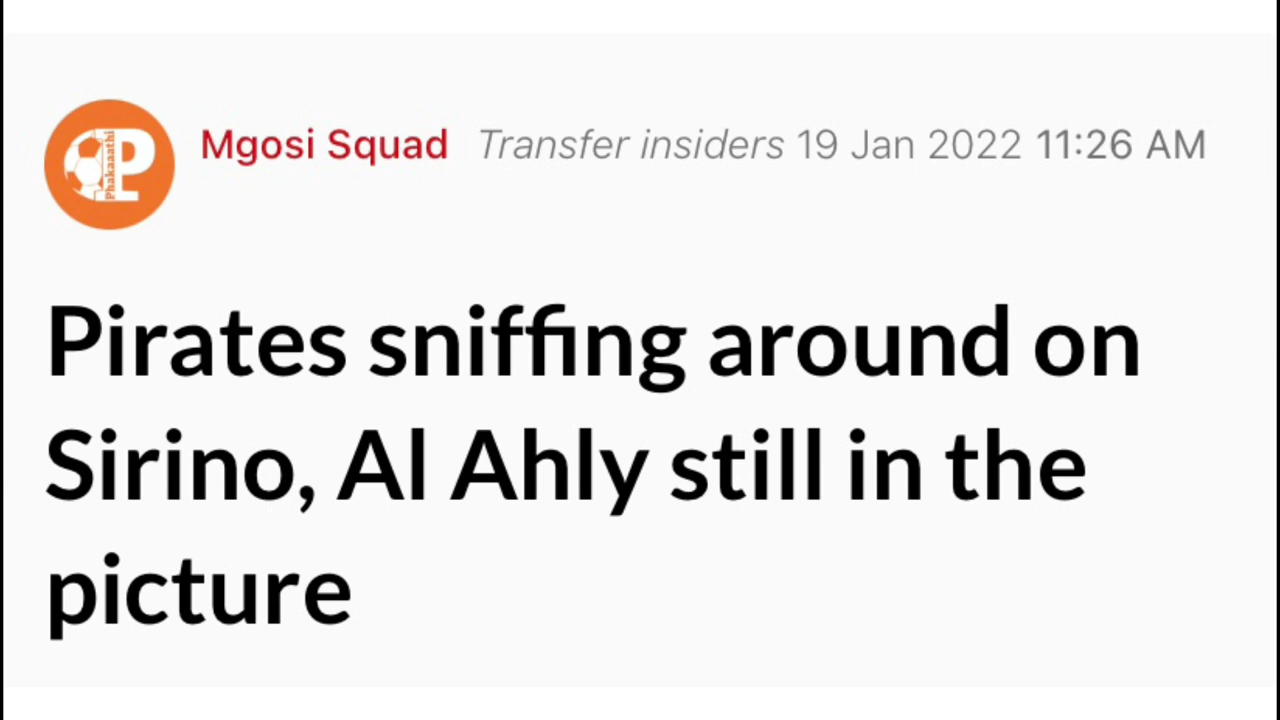 Phakaaathi
P
Mgosi Squad Transfer insiders 19 Jan 2022 11:26 AM
Pirates sniffing around on
Sirino, Al Ahly still in the
picture